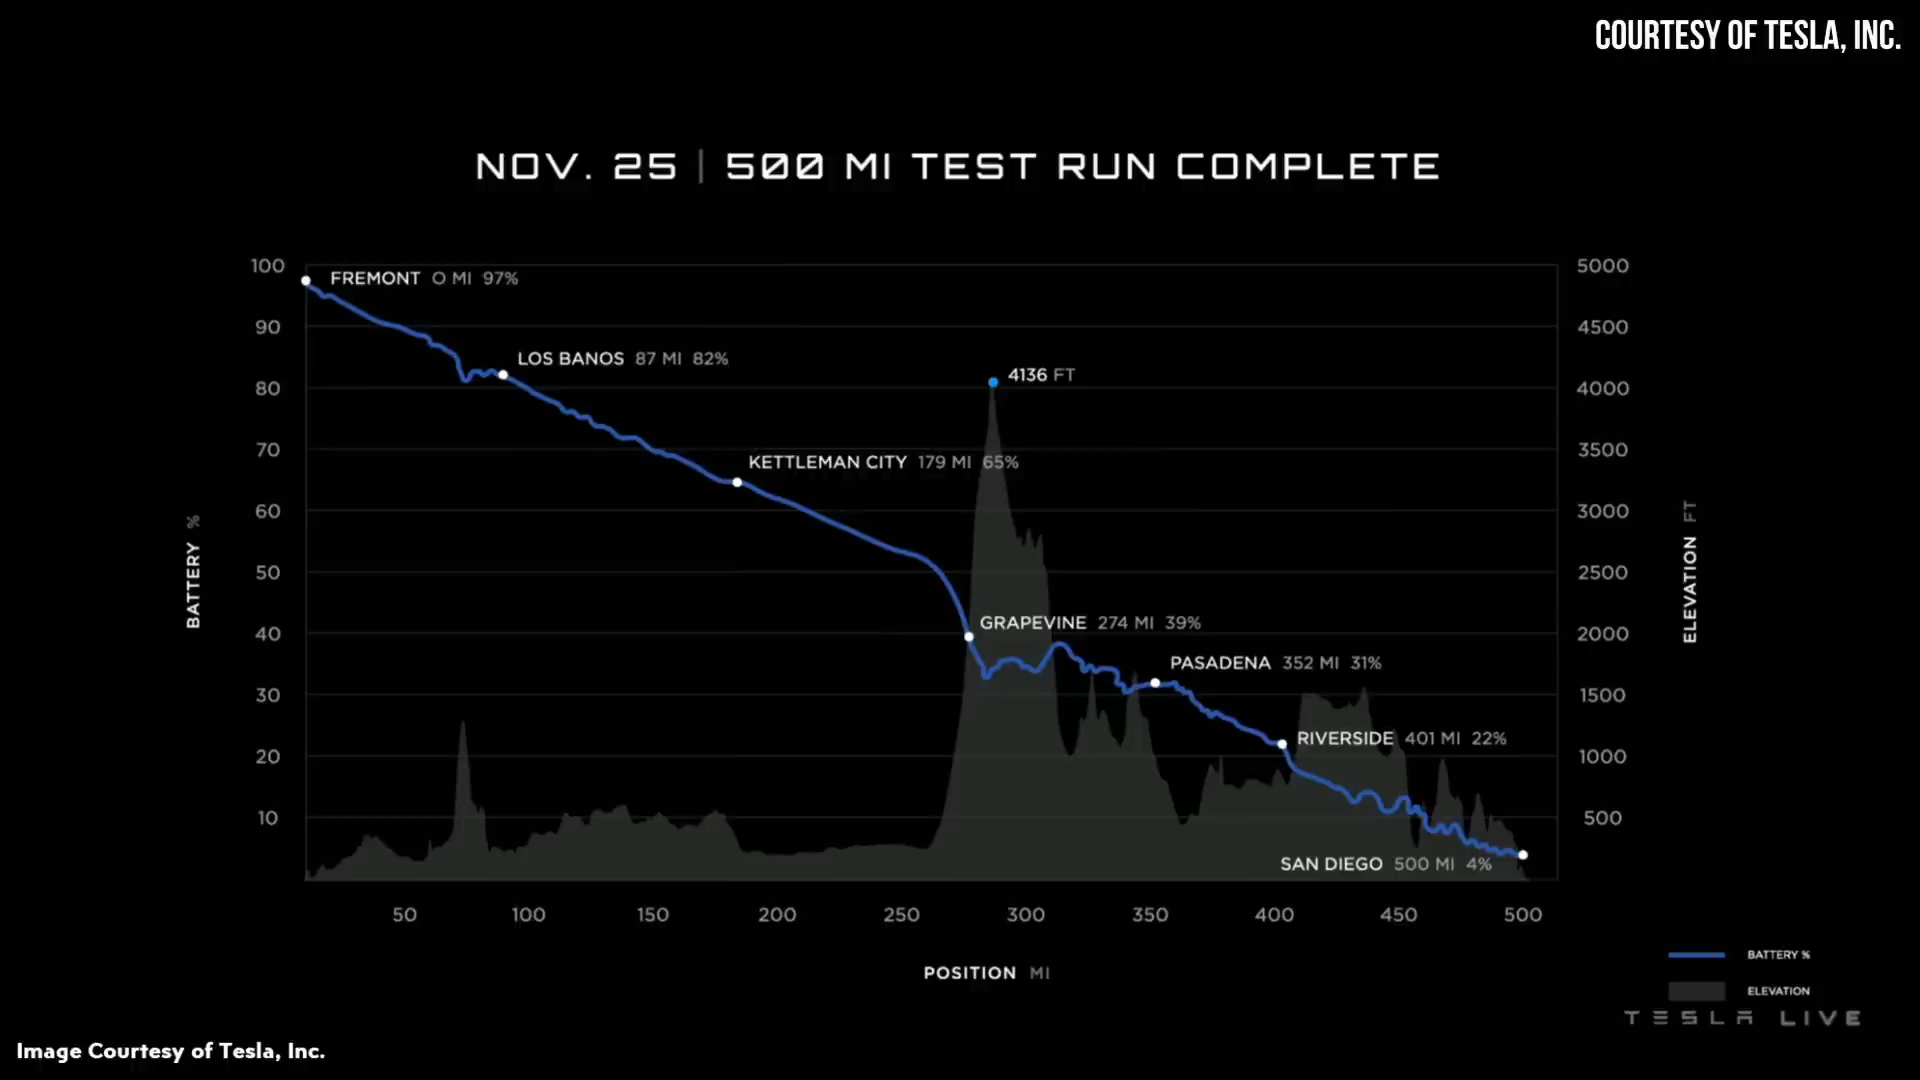 COURTESY OF TESLA, INC.
NOV. 25 | 500 MI TEST RUN COMPLETE
100
90
80
70
60
50
40
30
20
10
BATTERY %
FREMONT 0 MI 97%
LOS BANOS 87 MI 82%
4136 FT
KETTLEMAN CITY 179 MI 65%
GRAPEVINE 274 MI 39%
PASADENA 352 MI 31%
RIVERSIDE 401 MI 22%
SAN DIEGO 500 MI 4%
5000
4500
4000
3500
3000
2500
2000
1500
1000
500
ELEVATION FT
50 100 150 200 250 300 350 400 450 500
POSITION MI
BATTERY %
ELEVATION
TESLA LIVE
Image Courtesy of Tesla, Inc.